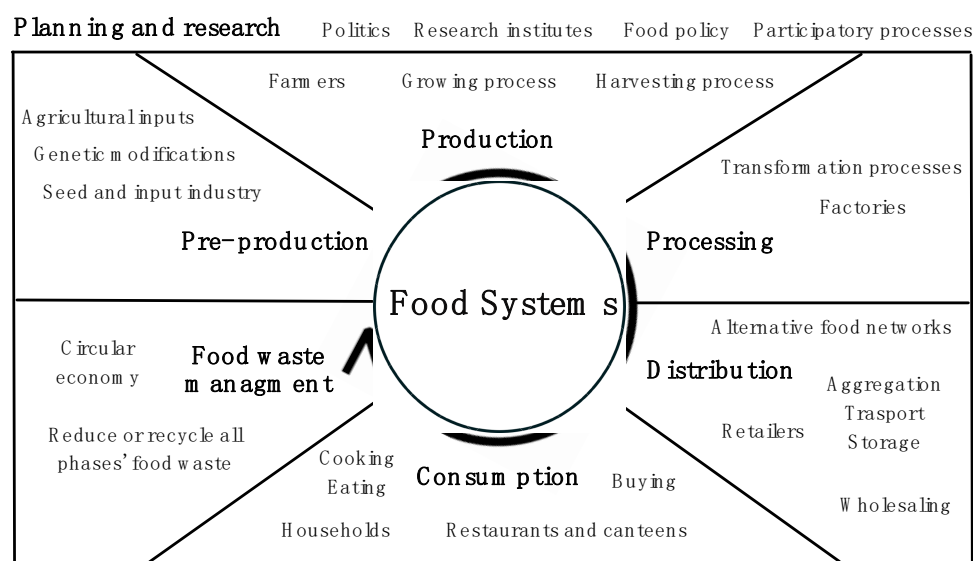 Planning and research Politics Research institutes Food policy Participatory processes
Farmers Growing process Harvesting process
Production
Agricultural inputs
Genetic modifications
Seed and input industry
Pre-production
Transformation processes
Factories
Processing
Food Systems
Alternative food networks
Distribution
Aggregation
Trasport
Storage
Retailers
Wholesaling
Consumption
Cooking
Eating
Buying
Households
Restaurants and canteens
Food waste
managment
Circular
economy
Reduce or recycle all
phases’ food waste